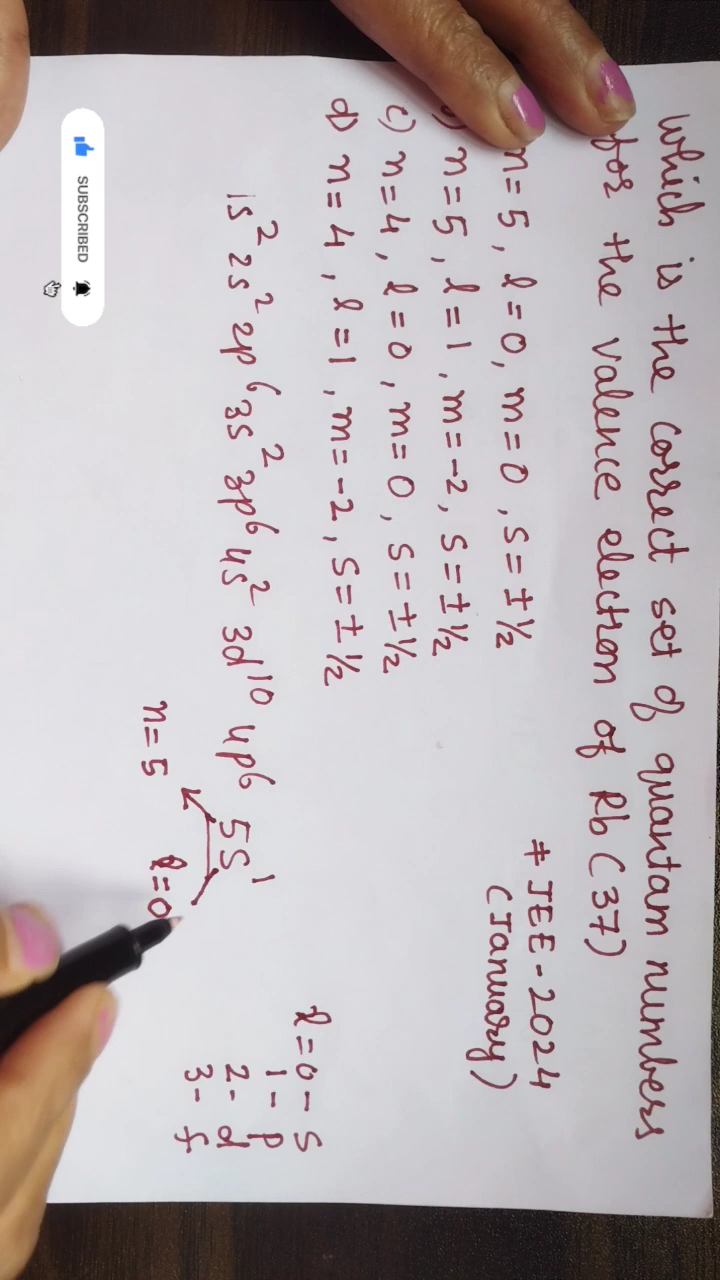 Which is the correct set of quantam numbers
for the valence electron of Rb (37)
n = 5, l = 0, m = 0, s = ± ½
n = 5, l = 1, m = -2, s = ± ½
c) n = 4, l = 0, m = 0, s = ± ½
d) n = 4, l = 1, m = -2, s = ± ½
# JEE - 2024
(January)
1s² 2s² 2p⁶ 3s² 3p⁶ 4s² 3d¹⁰ 4p⁶ 5s¹
n = 5
l = 0
l = 0 - s
1 - p
2 - d
3 - f
SUBSCRIBED